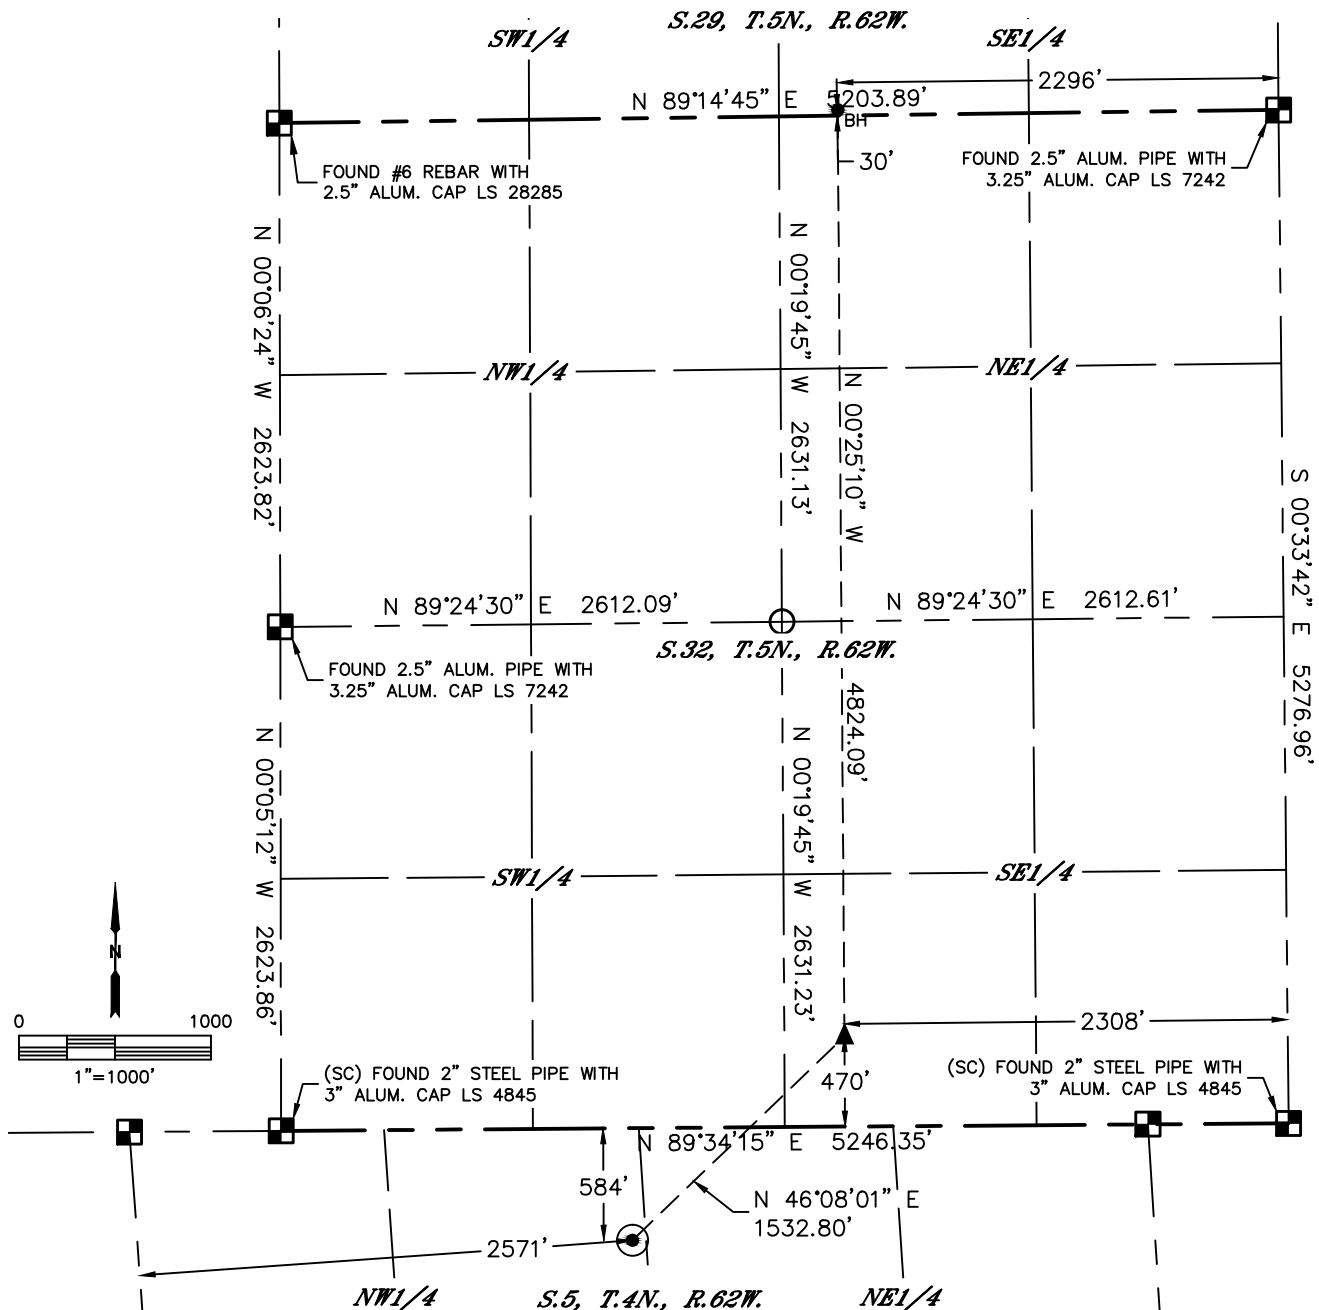 S.29, T.5N., R.62W.
SW1/4
SE1/4
2296'
N 89°14'45" E 5203.89'
BH
30'
FOUND #6 REBAR WITH
2.5" ALUM. CAP LS 28285
FOUND 2.5" ALUM. PIPE WITH
3.25" ALUM. CAP LS 7242
N 00°06'24" W 2623.82'
N 00°19'45" W 2631.13'
NW1/4
NE1/4
N 00°25'10" W 4824.09'
S 00°33'42" E 5276.96'
N 89°24'30" E 2612.09'
N 89°24'30" E 2612.61'
S.32, T.5N., R.62W.
FOUND 2.5" ALUM. PIPE WITH
3.25" ALUM. CAP LS 7242
N 00°05'12" W 2623.86'
N 00°19'45" W 2631.23'
SW1/4
SE1/4
N
0 1000
1"=1000'
2308'
(SC) FOUND 2" STEEL PIPE WITH
3" ALUM. CAP LS 4845
470'
(SC) FOUND 2" STEEL PIPE WITH
3" ALUM. CAP LS 4845
N 89°34'15" E 5246.35'
584'
N 46°08'01" E
1532.80'
2571'
NW1/4
S.5, T.4N., R.62W.
NE1/4